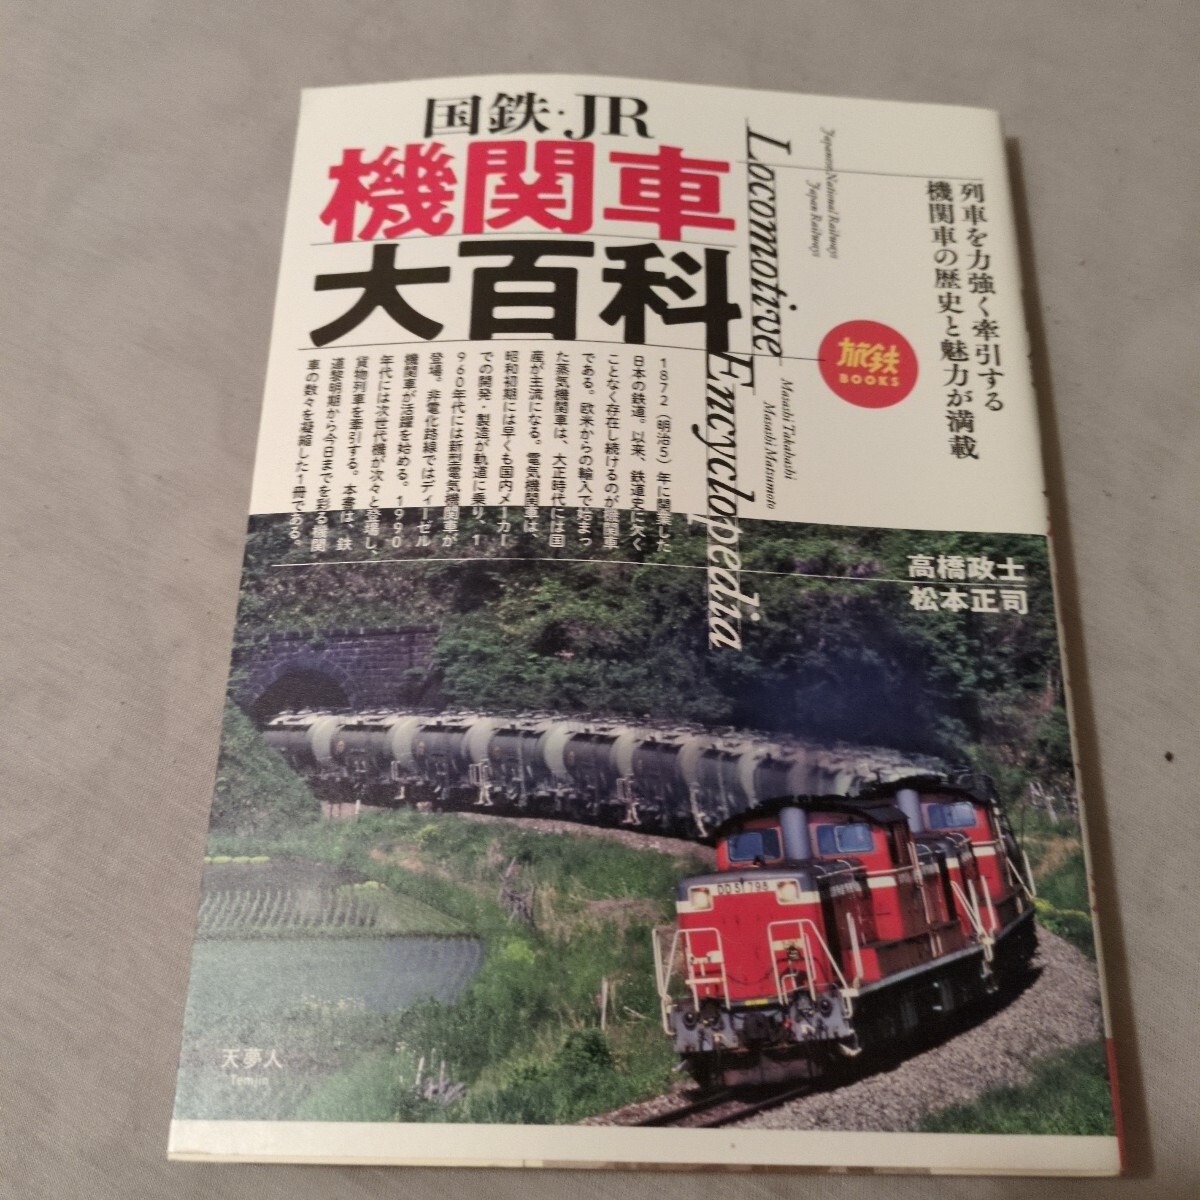 国鉄・JR
機関車
大百科
Locomotive Encyclopedia
Japanese National Railways
Japan Railways
列車を力強く牽引する
機関車の歴史と魅力が満載
旅鉄
BOOKS
Masashi Takahashi
Masashi Matsumoto
1872（明治5）年に開業した
日本の鉄道。以来、鉄道史に欠く
ことなく存在し続けるのが機関車
である。欧米からの輸入で始まっ
た蒸気機関車は、大正時代には国
産が主流になる。電気機関車は、
昭和初期には早くも国内メーカー
での開発・製造が軌道に乗り、1
960年代には新型電気機関車が
登場。非電化路線ではディーゼル
機関車が活躍を始める。1990
年代には次世代機が次々と登場し、
貨物列車を牽引する。本書は、鉄
道黎明期から今日までを彩る機関
車の数々を凝縮した1冊である。
高橋政士
松本正司
DD51 798
天夢人
Temjin